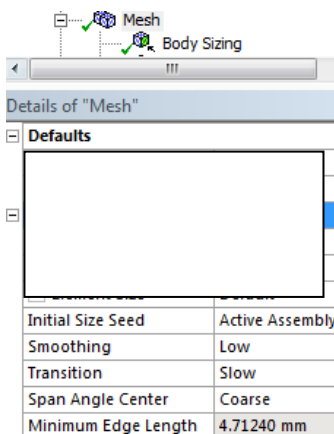 Mesh
Body Sizing
Details of "Mesh"
Defaults
Initial Size Seed Active Assembly
Smoothing Low
Transition Slow
Span Angle Center Coarse
Minimum Edge Length 4.71240 mm